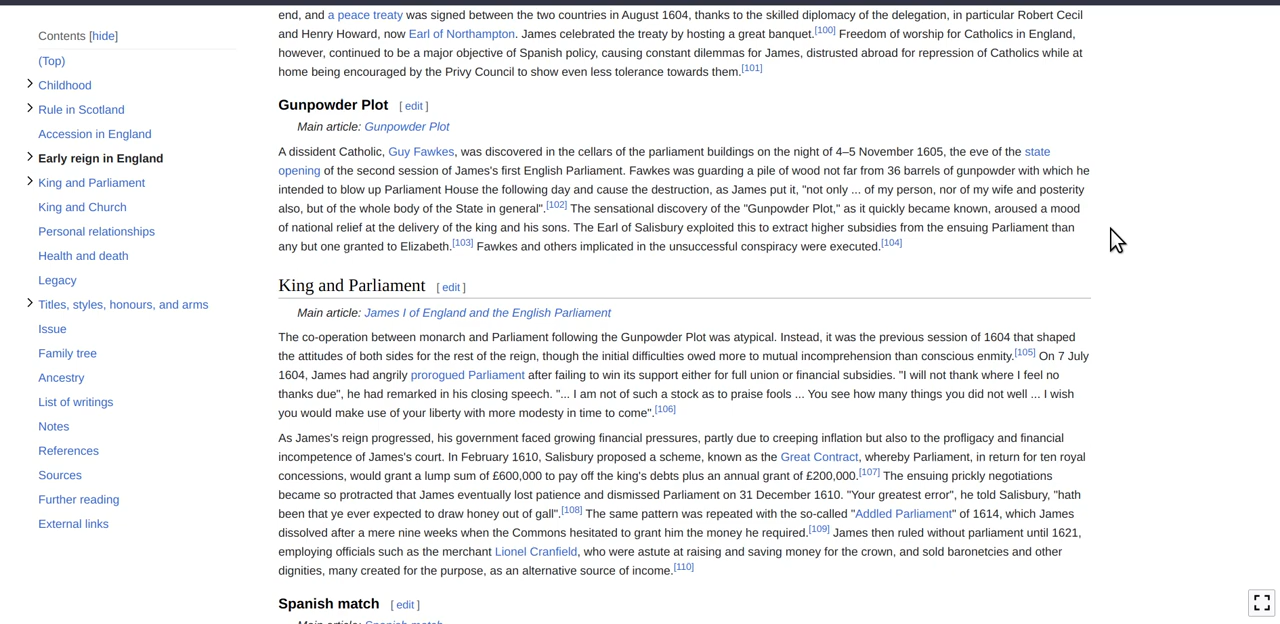 Contents [hide]
(Top)
Childhood
Rule in Scotland
Accession in England
Early reign in England
King and Parliament
King and Church
Personal relationships
Health and death
Legacy
Titles, styles, honours, and arms
Issue
Family tree
Ancestry
List of writings
Notes
References
Sources
Further reading
External links
end, and a peace treaty was signed between the two countries in August 1604, thanks to the skilled diplomacy of the delegation, in particular Robert Cecil
and Henry Howard, now Earl of Northampton. James celebrated the treaty by hosting a great banquet.[100] Freedom of worship for Catholics in England,
however, continued to be a major objective of Spanish policy, causing constant dilemmas for James, distrusted abroad for repression of Catholics while at
home being encouraged by the Privy Council to show even less tolerance towards them.[101]
Gunpowder Plot [ edit ]
Main article: Gunpowder Plot
A dissident Catholic, Guy Fawkes, was discovered in the cellars of the parliament buildings on the night of 4–5 November 1605, the eve of the state
opening of the second session of James's first English Parliament. Fawkes was guarding a pile of wood not far from 36 barrels of gunpowder with which he
intended to blow up Parliament House the following day and cause the destruction, as James put it, "not only ... of my person, nor of my wife and posterity
also, but of the whole body of the State in general".[102] The sensational discovery of the "Gunpowder Plot," as it quickly became known, aroused a mood
of national relief at the delivery of the king and his sons. The Earl of Salisbury exploited this to extract higher subsidies from the ensuing Parliament than
any but one granted to Elizabeth.[103] Fawkes and others implicated in the unsuccessful conspiracy were executed.[104]
King and Parliament [ edit ]
Main article: James I of England and the English Parliament
The co-operation between monarch and Parliament following the Gunpowder Plot was atypical. Instead, it was the previous session of 1604 that shaped
the attitudes of both sides for the rest of the reign, though the initial difficulties owed more to mutual incomprehension than conscious enmity.[105] On 7 July
1604, James had angrily prorogued Parliament after failing to win its support either for full union or financial subsidies. "I will not thank where I feel no
thanks due", he had remarked in his closing speech. "... I am not of such a stock as to praise fools ... You see how many things you did not well ... I wish
you would make use of your liberty with more modesty in time to come".[106]
As James's reign progressed, his government faced growing financial pressures, partly due to creeping inflation but also to the profligacy and financial
incompetence of James's court. In February 1610, Salisbury proposed a scheme, known as the Great Contract, whereby Parliament, in return for ten royal
concessions, would grant a lump sum of £600,000 to pay off the king's debts plus an annual grant of £200,000.[107] The ensuing prickly negotiations
became so protracted that James eventually lost patience and dismissed Parliament on 31 December 1610. "Your greatest error", he told Salisbury, "hath
been that ye ever expected to draw honey out of gall".[108] The same pattern was repeated with the so-called "Addled Parliament" of 1614, which James
dissolved after a mere nine weeks when the Commons hesitated to grant him the money he required.[109] James then ruled without parliament until 1621,
employing officials such as the merchant Lionel Cranfield, who were astute at raising and saving money for the crown, and sold baronetcies and other
dignities, many created for the purpose, as an alternative source of income.[110]
Spanish match [ edit ]
Main article: Spanish match